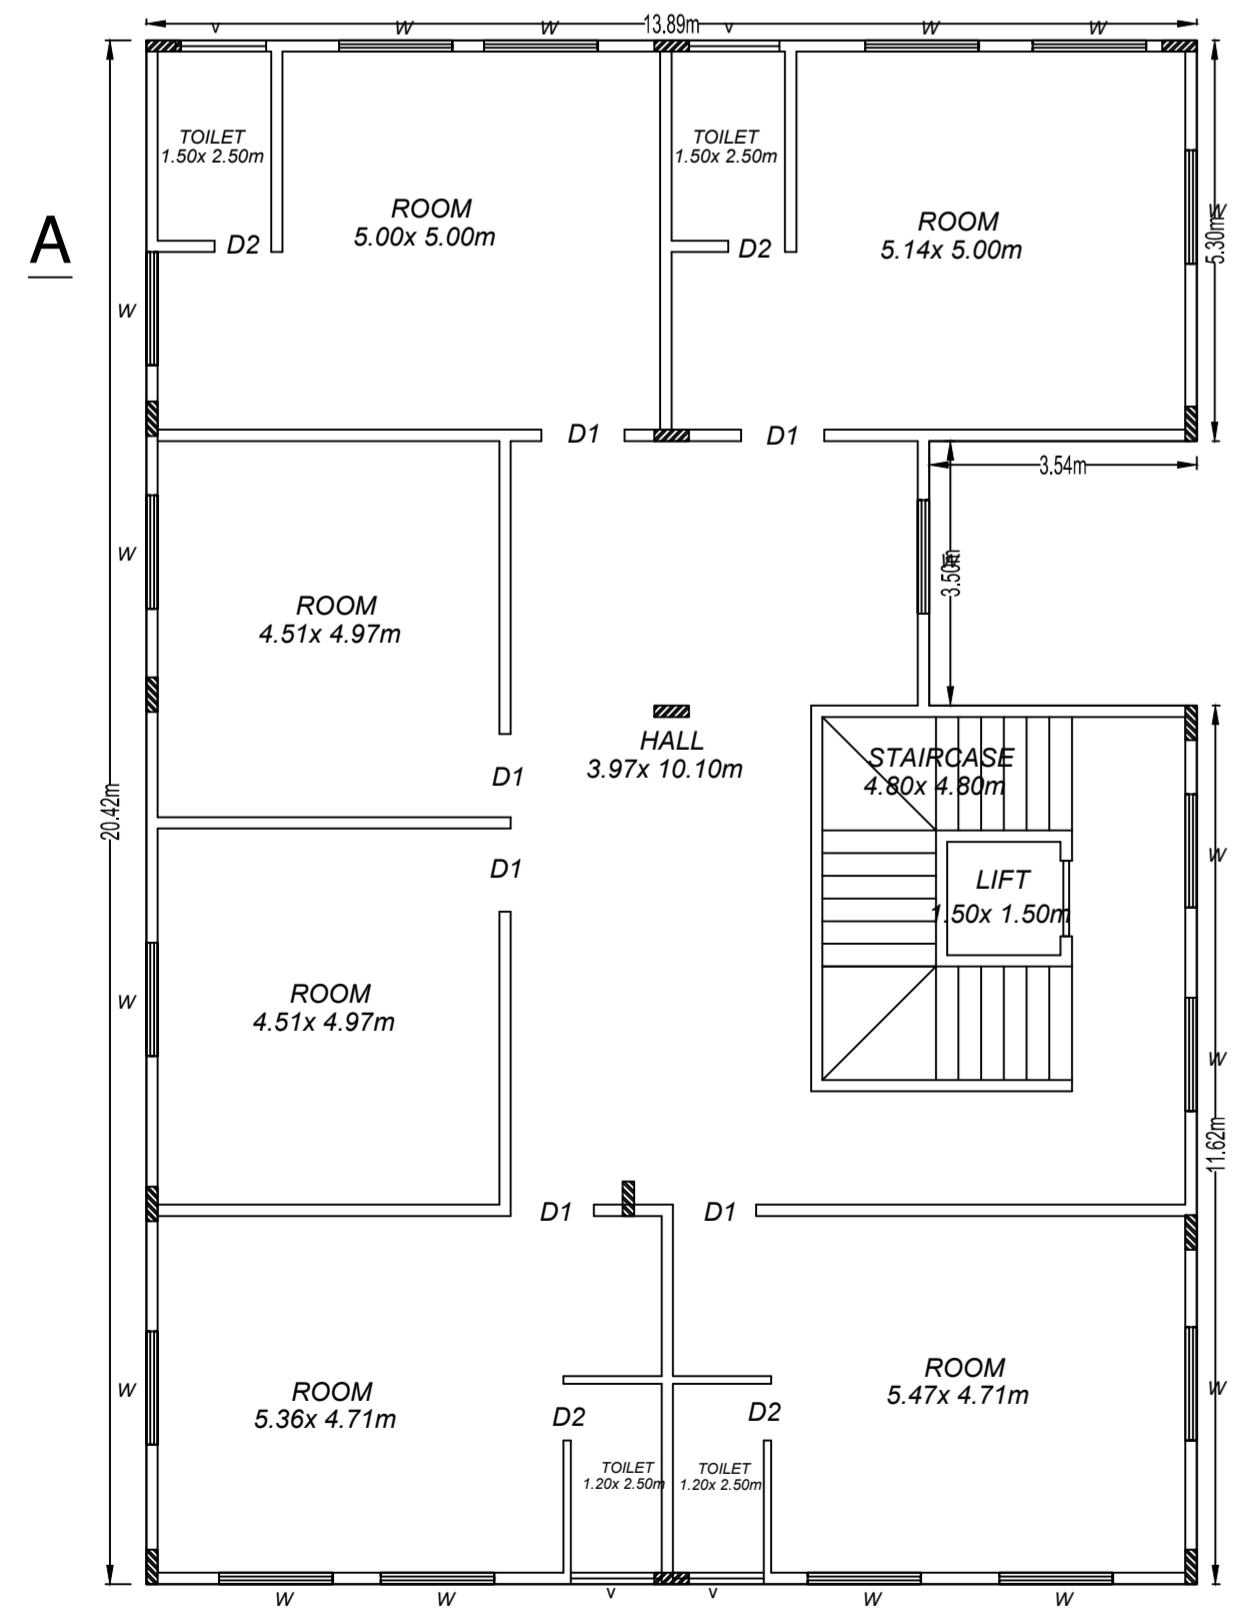 13.89m
V
W
W
V
W
W
TOILET
1.50x 2.50m
TOILET
1.50x 2.50m
A
ROOM
5.00x 5.00m
ROOM
5.14x 5.00m
W
5.30m
D2
D2
W
D1
D1
3.54m
W
W
3.50m
ROOM
4.51x 4.97m
HALL
3.97x 10.10m
STAIRCASE
4.80x 4.80m
D1
20.42m
W
D1
LIFT
1.50x 1.50m
ROOM
4.51x 4.97m
W
W
11.62m
D1
D1
W
ROOM
5.36x 4.71m
ROOM
5.47x 4.71m
W
D2
D2
TOILET
1.20x 2.50m
TOILET
1.20x 2.50m
W
W
V
V
W
W